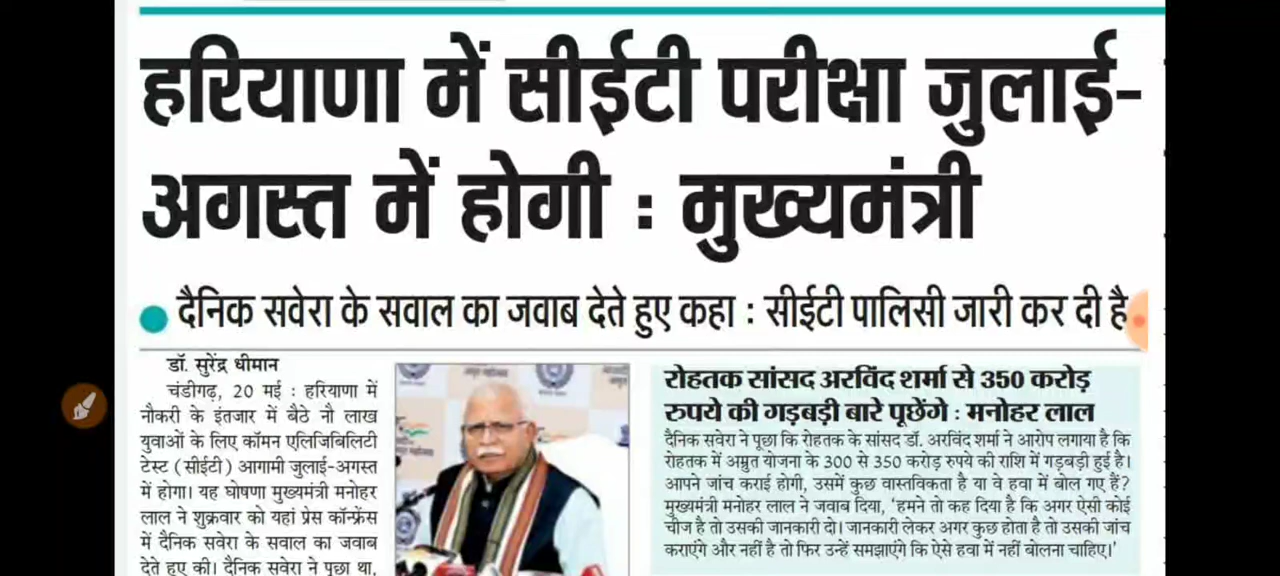 हरियाणा में सीईटी परीक्षा जुलाई-
अगस्त में होगी : मुख्यमंत्री
दैनिक सवेरा के सवाल का जवाब देते हुए कहा : सीईटी पालिसी जारी कर दी है
डॉ. सुरेंद्र धीमान
चंडीगढ़, 20 मई : हरियाणा में
नौकरी के इंतजार में बैठे नौ लाख
युवाओं के लिए कॉमन एलिजिबिलिटी
टेस्ट (सीईटी) आगामी जुलाई-अगस्त
में होगा। यह घोषणा मुख्यमंत्री मनोहर
लाल ने शुक्रवार को यहां प्रेस कॉन्फ्रेंस
में दैनिक सवेरा के सवाल का जवाब
देते हुए की। दैनिक सवेरा ने पूछा था,
रोहतक सांसद अरविंद शर्मा से 350 करोड़
रुपये की गड़बड़ी बारे पूछेंगे : मनोहर लाल
दैनिक सवेरा ने पूछा कि रोहतक के सांसद डॉ. अरविंद शर्मा ने आरोप लगाया है कि
रोहतक में अम्रुत योजना के 300 से 350 करोड़ रुपये की राशि में गड़बड़ी हुई है।
आपने जांच कराई होगी, उसमें कुछ वास्तविकता है या वे हवा में बोल गए हैं?
मुख्यमंत्री मनोहर लाल ने जवाब दिया, 'हमने तो कह दिया है कि अगर ऐसी कोई
चीज है तो उसकी जानकारी दो। जानकारी लेकर अगर कुछ होता है तो उसकी जांच
कराएंगे और नहीं है तो फिर उन्हें समझाएंगे कि ऐसे हवा में नहीं बोलना चाहिए।'